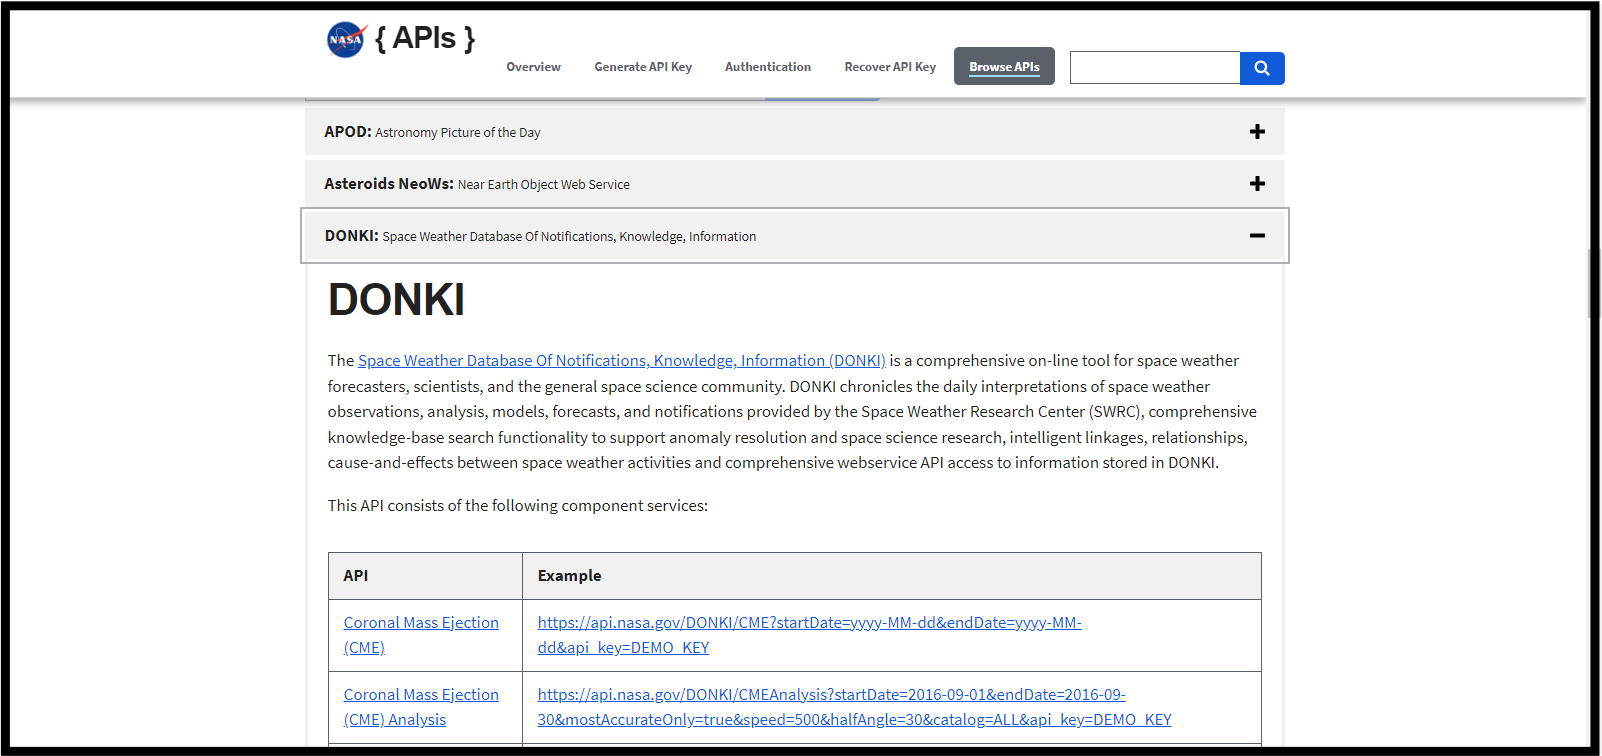 NASA { APIs }
Overview Generate API Key Authentication Recover API Key Browse APIs
APOD: Astronomy Picture of the Day
Asteroids NeoWs: Near Earth Object Web Service
DONKI: Space Weather Database Of Notifications, Knowledge, Information
DONKI
The Space Weather Database Of Notifications, Knowledge, Information (DONKI) is a comprehensive on-line tool for space weather
forecasters, scientists, and the general space science community. DONKI chronicles the daily interpretations of space weather
observations, analysis, models, forecasts, and notifications provided by the Space Weather Research Center (SWRC), comprehensive
knowledge-base search functionality to support anomaly resolution and space science research, intelligent linkages, relationships,
cause-and-effects between space weather activities and comprehensive webservice API access to information stored in DONKI.
This API consists of the following component services:
API Example
Coronal Mass Ejection
(CME)
https://api.nasa.gov/DONKI/CME?startDate=yyyy-MM-dd&endDate=yyyy-MM-
dd&api_key=DEMO_KEY
Coronal Mass Ejection
(CME) Analysis
https://api.nasa.gov/DONKI/CMEAnalysis?startDate=2016-09-01&endDate=2016-09-
30&mostAccurateOnly=true&speed=500&halfAngle=30&catalog=ALL&api_key=DEMO_KEY